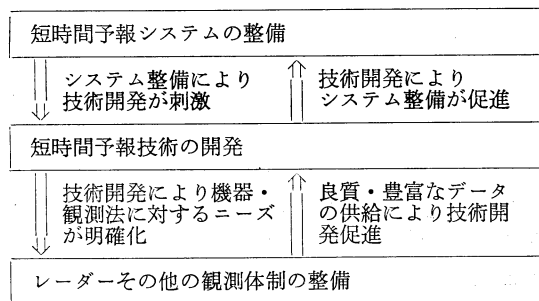 短時間予報システムの整備
システム整備により
技術開発が刺激
技術開発により
システム整備が促進
短時間予報技術の開発
技術開発により機器・
観測法に対するニーズ
が明確化
良質・豊富なデータ
の供給により技術開
発促進
レーダーその他の観測体制の整備